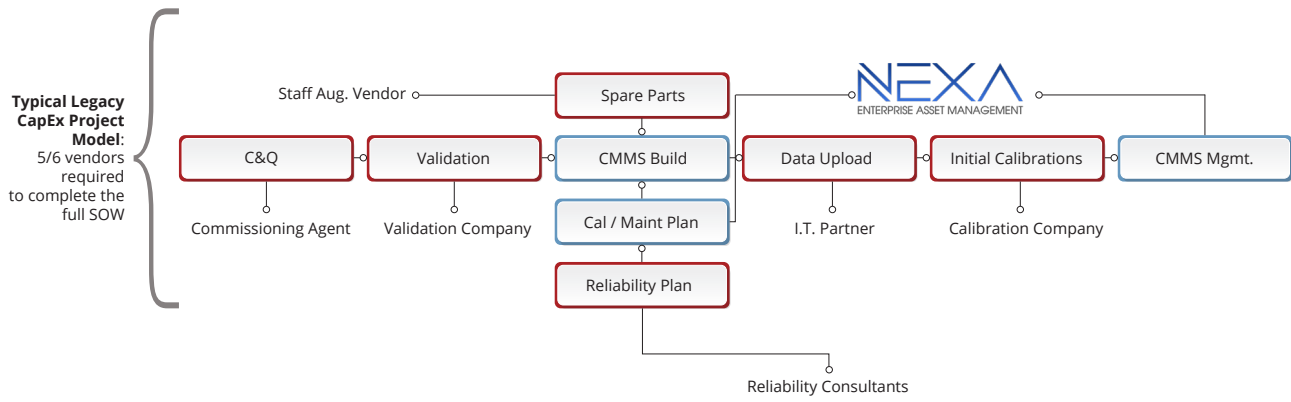 Typical Legacy
CapEx Project
Model:
5/6 vendors
required
to complete the
full SOW
Staff Aug. Vendor
Spare Parts
NEXA
ENTERPRISE ASSET MANAGEMENT
C&Q
Validation
CMMS Build
Data Upload
Initial Calibrations
CMMS Mgmt.
Commissioning Agent
Validation Company
Cal / Maint Plan
I.T. Partner
Calibration Company
Reliability Plan
Reliability Consultants